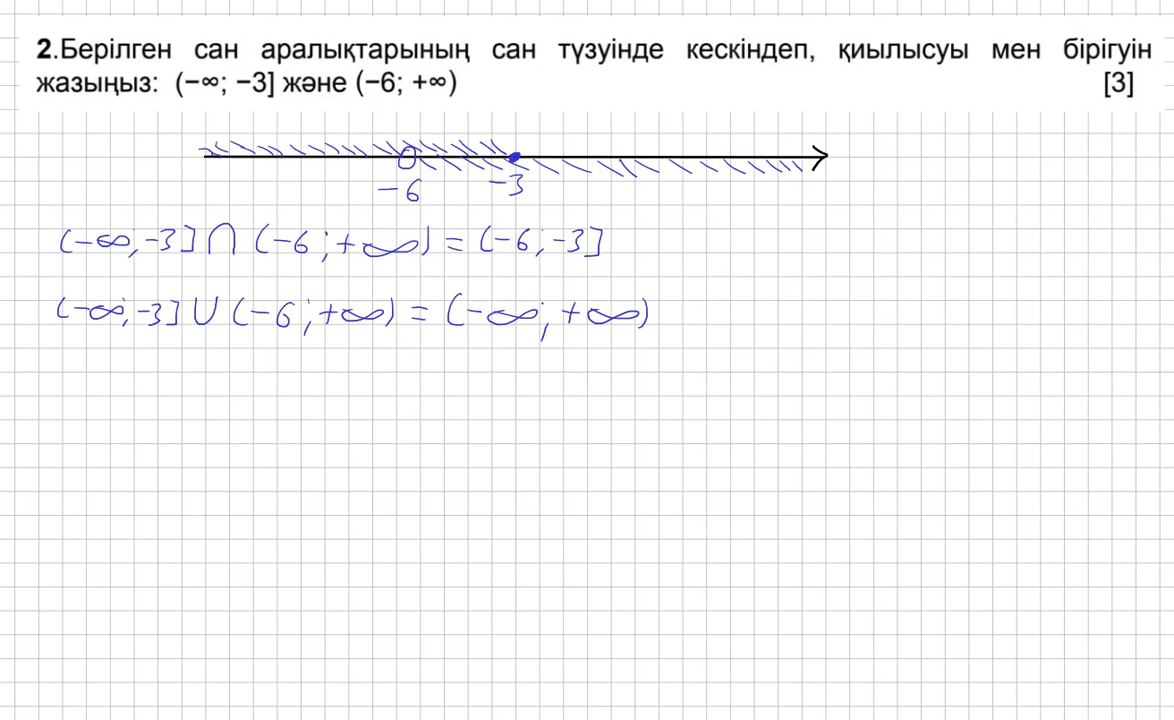 2.Берілген сан аралықтарының сан түзуінде кескіндеп, қиылысуы мен бірігуін
жазыңыз: (−∞; −3] және (−6; +∞) [3]
−6 −3
(−∞; −3] ∩ (−6 ; +∞) = (−6 ; −3]
(−∞; −3] ∪ (−6 ; +∞) = (−∞ ; +∞)